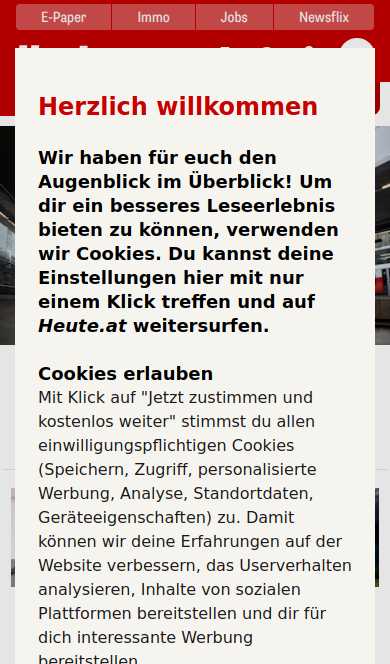 E-Paper Immo Jobs Newsflix
Herzlich willkommen
Wir haben für euch den
Augenblick im Überblick! Um
dir ein besseres Leseerlebnis
bieten zu können, verwenden
wir Cookies. Du kannst deine
Einstellungen hier mit nur
einem Klick treffen und auf
Heute.at weitersurfen.
Cookies erlauben
Mit Klick auf "Jetzt zustimmen und
kostenlos weiter" stimmst du allen
einwilligungspflichtigen Cookies
(Speichern, Zugriff, personalisierte
Werbung, Analyse, Standortdaten,
Geräteeigenschaften) zu. Damit
können wir deine Erfahrungen auf der
Website verbessern, das Userverhalten
analysieren, Inhalte von sozialen
Plattformen bereitstellen und dir für
dich interessante Werbung
bereitstellen